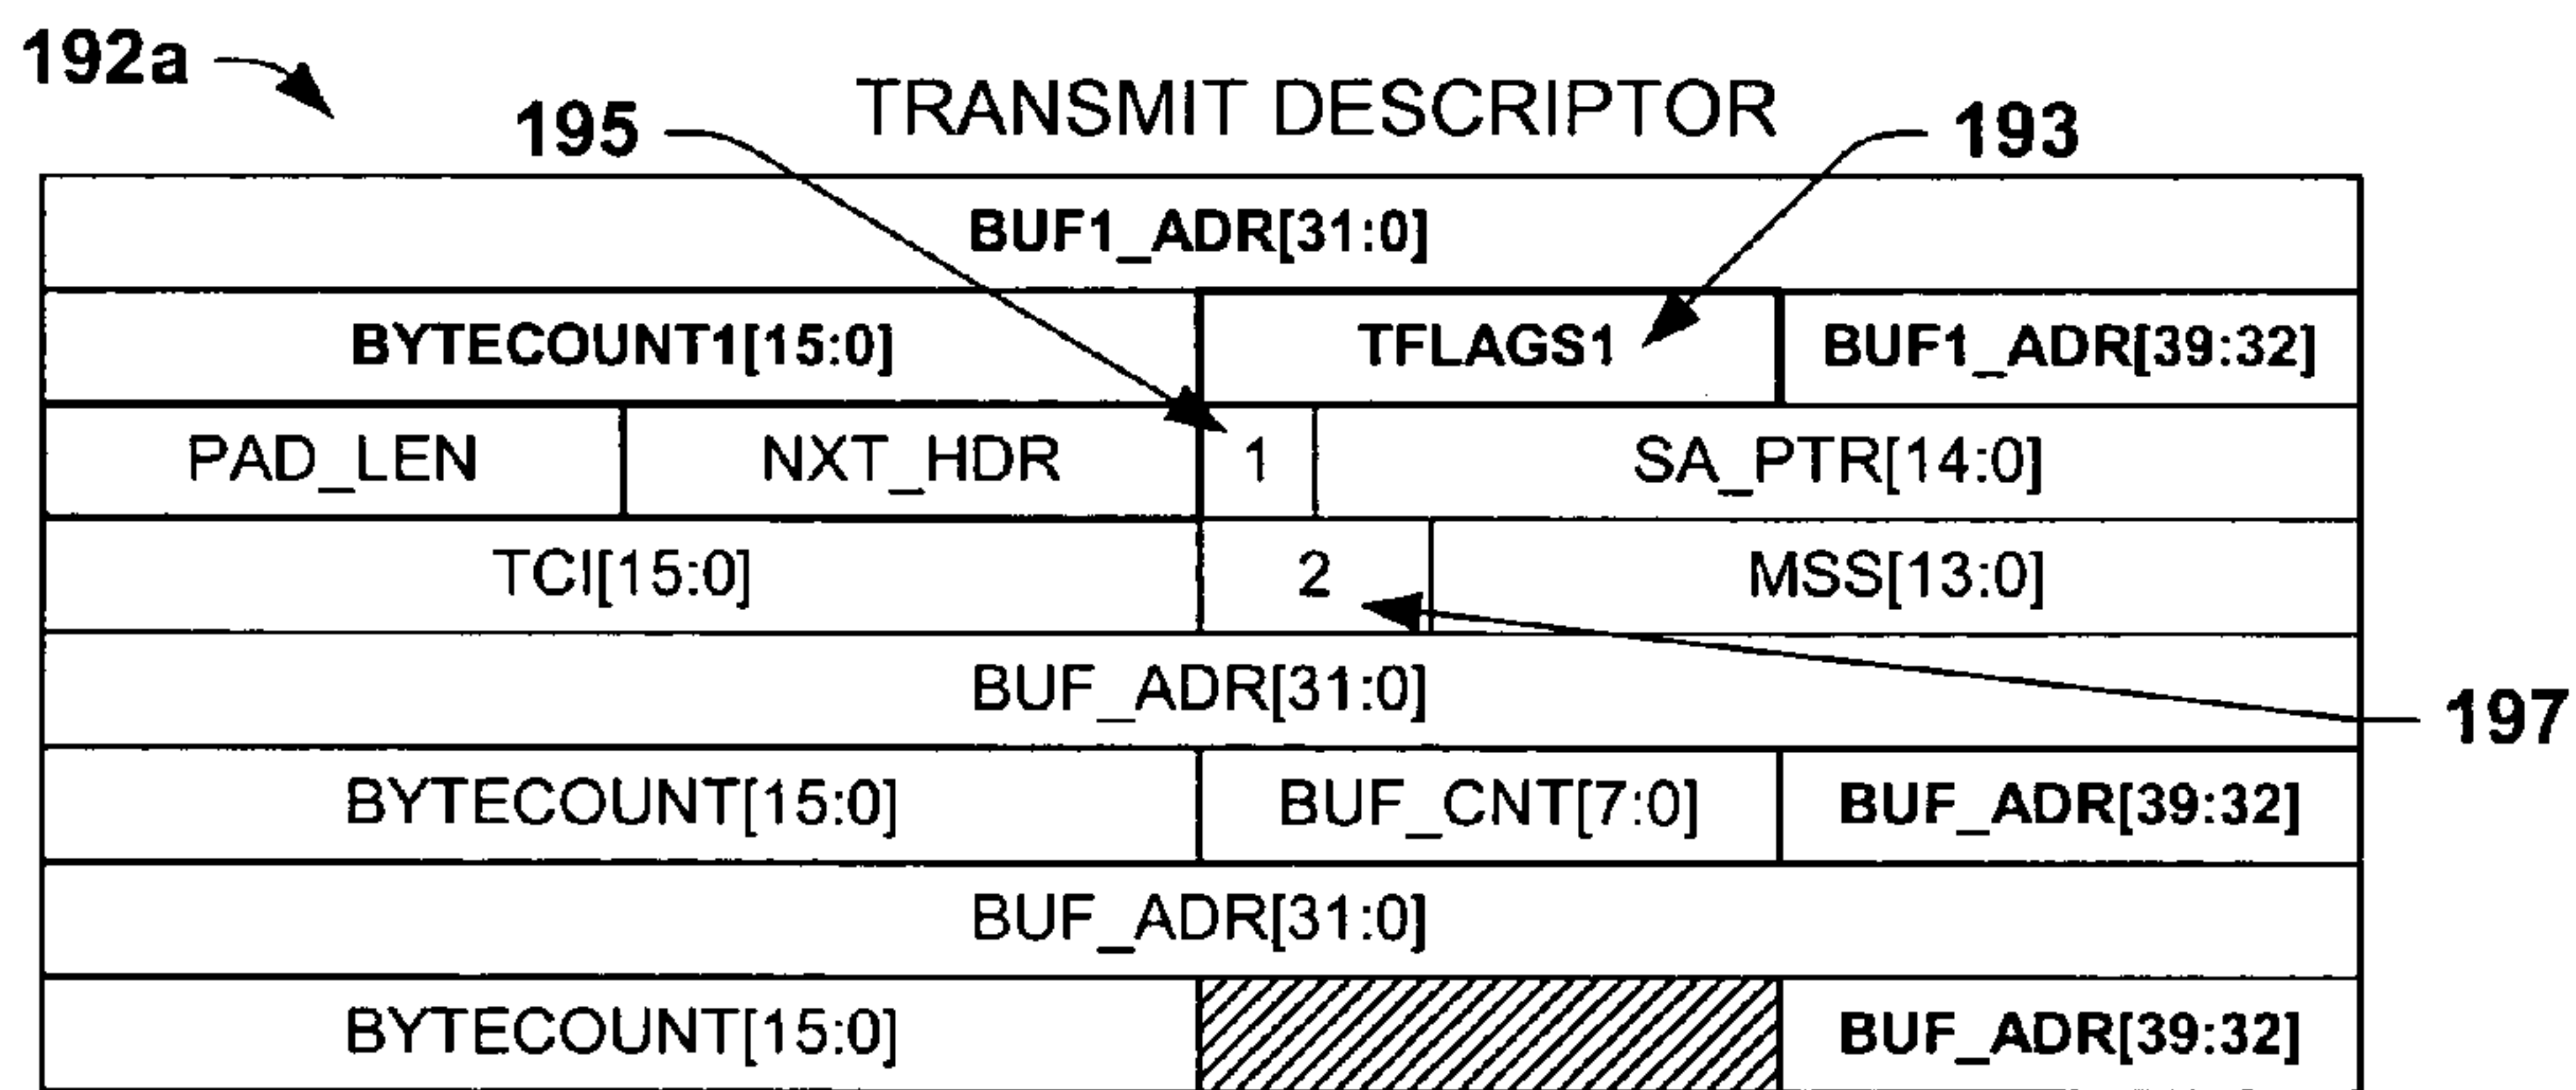 192a
TRANSMIT DESCRIPTOR
195
193
BUF1_ADR[31:0]
BYTECOUNT1[15:0] TFLAGS1 BUF1_ADR[39:32]
PAD_LEN NXT_HDR 1 SA_PTR[14:0]
TCI[15:0] 2 MSS[13:0]
BUF_ADR[31:0]
197
BYTECOUNT[15:0] BUF_CNT[7:0] BUF_ADR[39:32]
BUF_ADR[31:0]
BYTECOUNT[15:0] BUF_ADR[39:32]